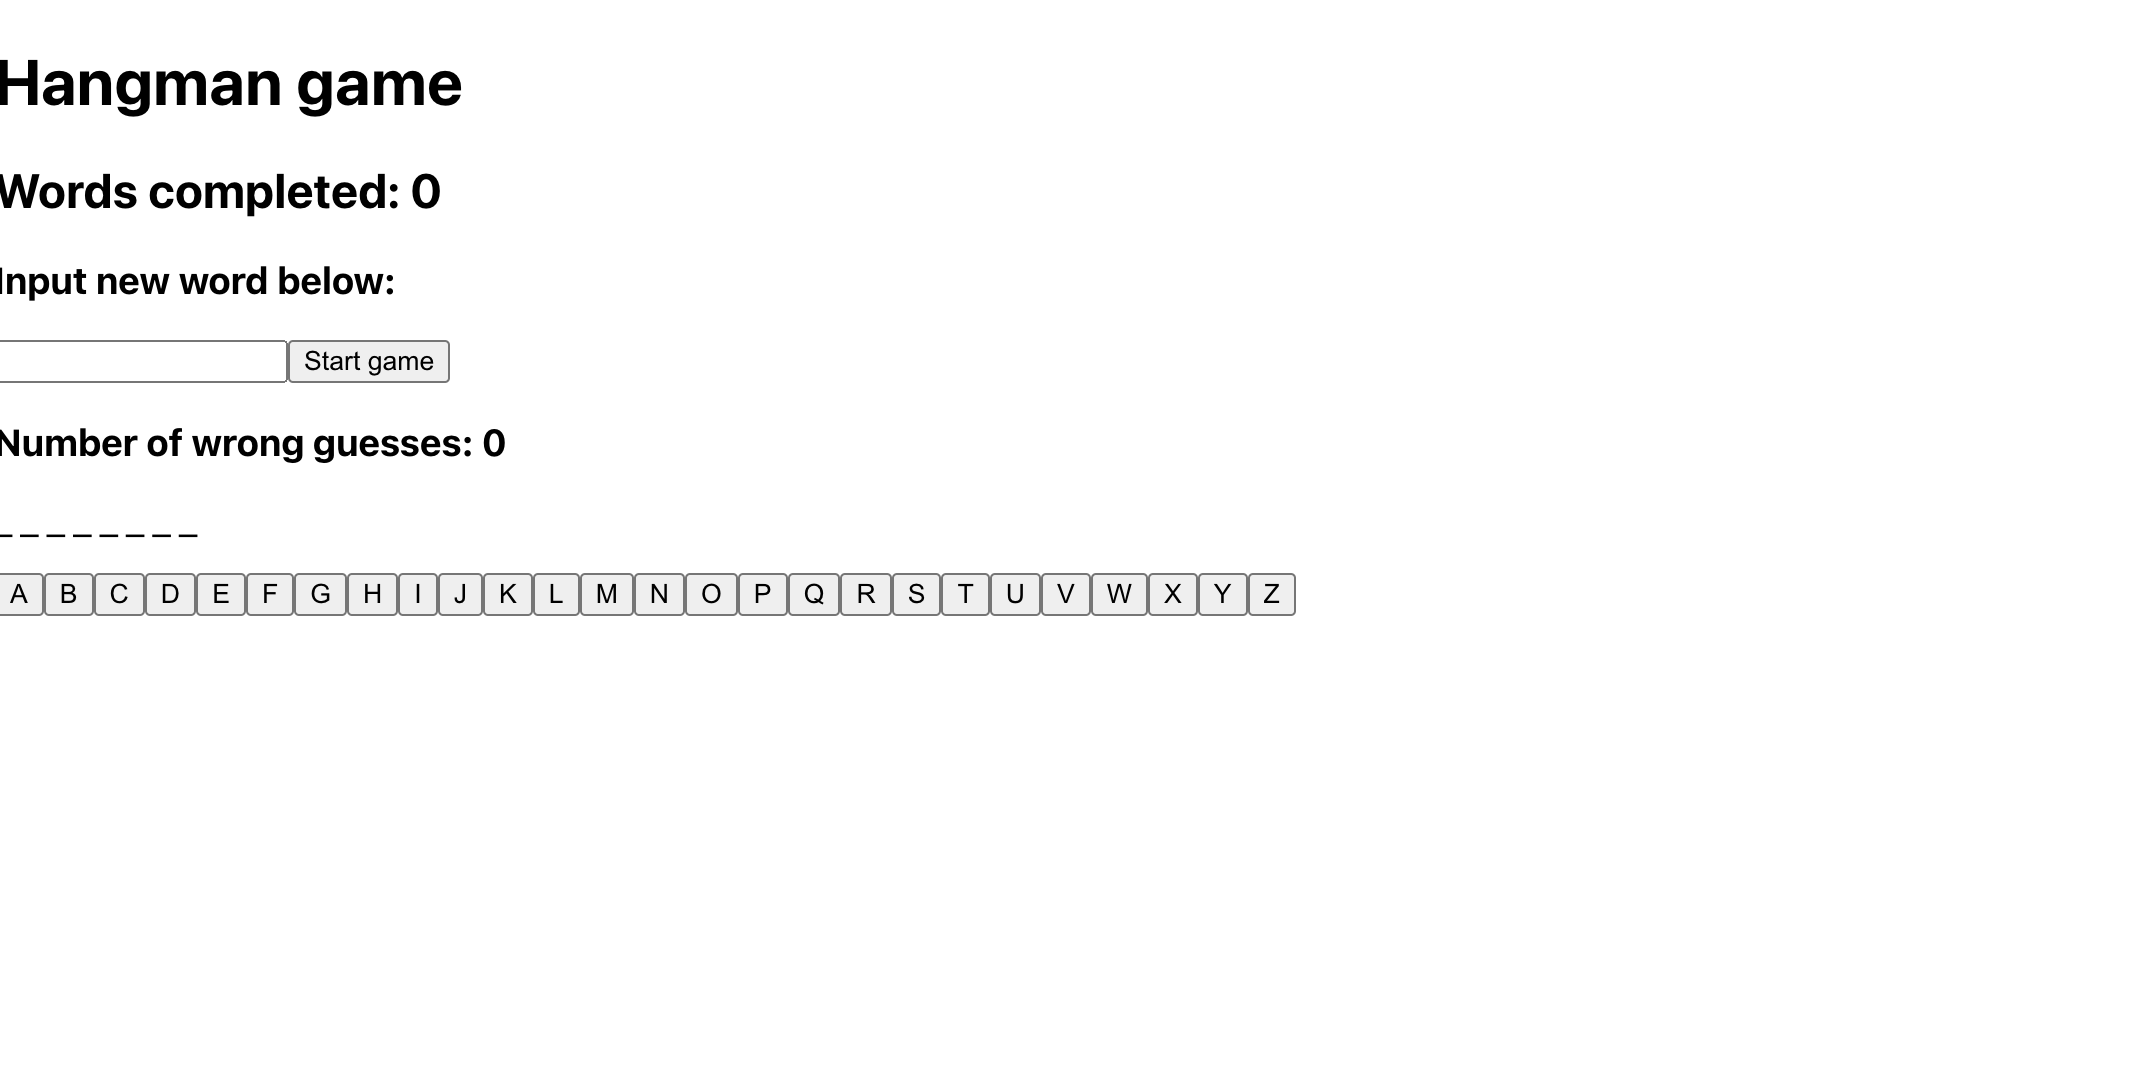 Hangman game
Words completed: 0
Input new word below:
Start game
Number of wrong guesses: 0
_ _ _ _ _ _ _ _
A B C D E F G H I J K L M N O P Q R S T U V W X Y Z